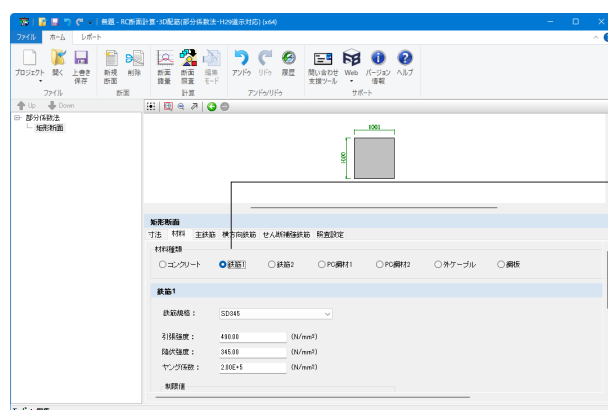 無題 - RC断面計算・3D配筋(部分係数法・H29道示対応) (x64)
ファイル ホーム レポート
プロジェクト 開く 上書き保存 新規断面 削除 断面諸量 断面照査 編集モード アンドゥ リドゥ 履歴 問い合わせ支援ツール Web バージョン情報 ヘルプ
ファイル 断面 計算 アンドゥ/リドゥ サポート
Up Down
部分係数法
矩形断面
1000
1000
矩形断面
寸法 材料 主鉄筋 横方向鉄筋 せん断補強鉄筋 照査設定
材料種類
コンクリート 鉄筋1 鉄筋2 PC鋼材1 PC鋼材2 外ケーブル 鋼板
鉄筋1
鉄筋規格： SD345
引張強度： 490.00 (N/mm²)
降伏強度： 345.00 (N/mm²)
ヤング係数： 2.00E+5 (N/mm²)
制限値